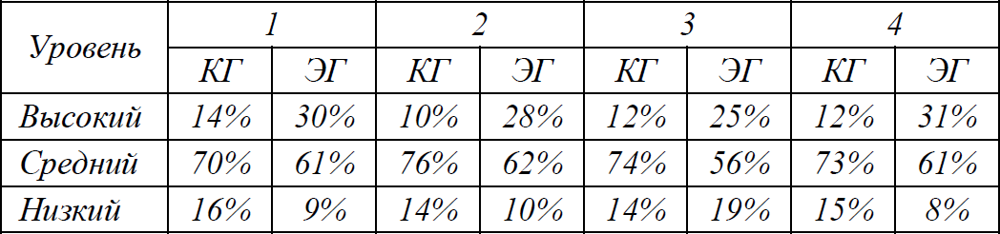 Уровень 1 2 3 4
КГ ЭГ КГ ЭГ КГ ЭГ КГ ЭГ
Высокий 14% 30% 10% 28% 12% 25% 12% 31%
Средний 70% 61% 76% 62% 74% 56% 73% 61%
Низкий 16% 9% 14% 10% 14% 19% 15% 8%